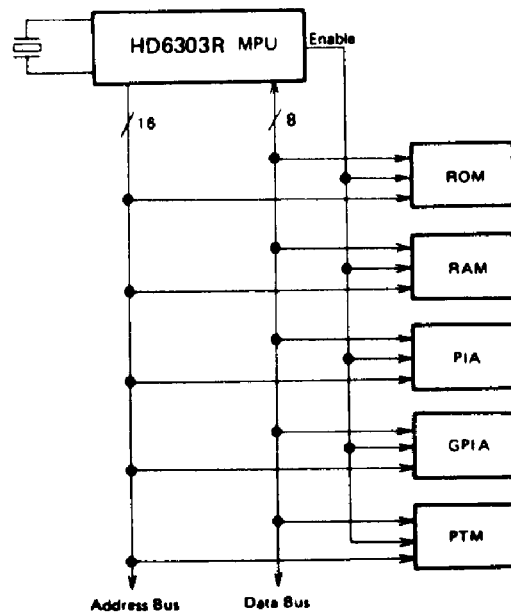 HD6303R MPU
Enable
16
8
ROM
RAM
PIA
GPIA
PTM
Address Bus
Data Bus